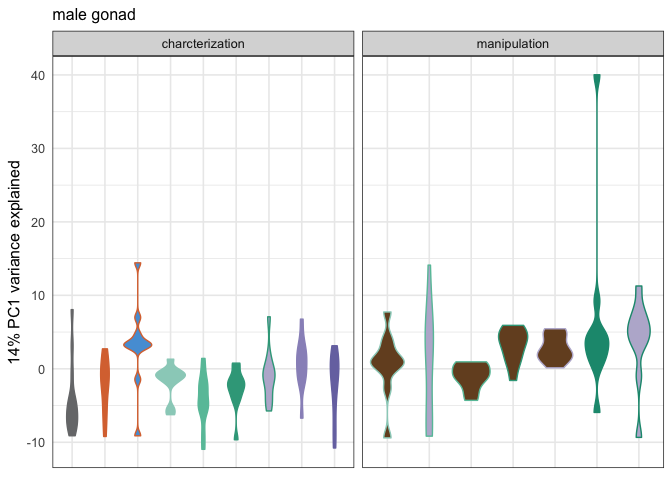 male gonad
charcterization
manipulation
14% PC1 variance explained
40
30
20
10
0
-10